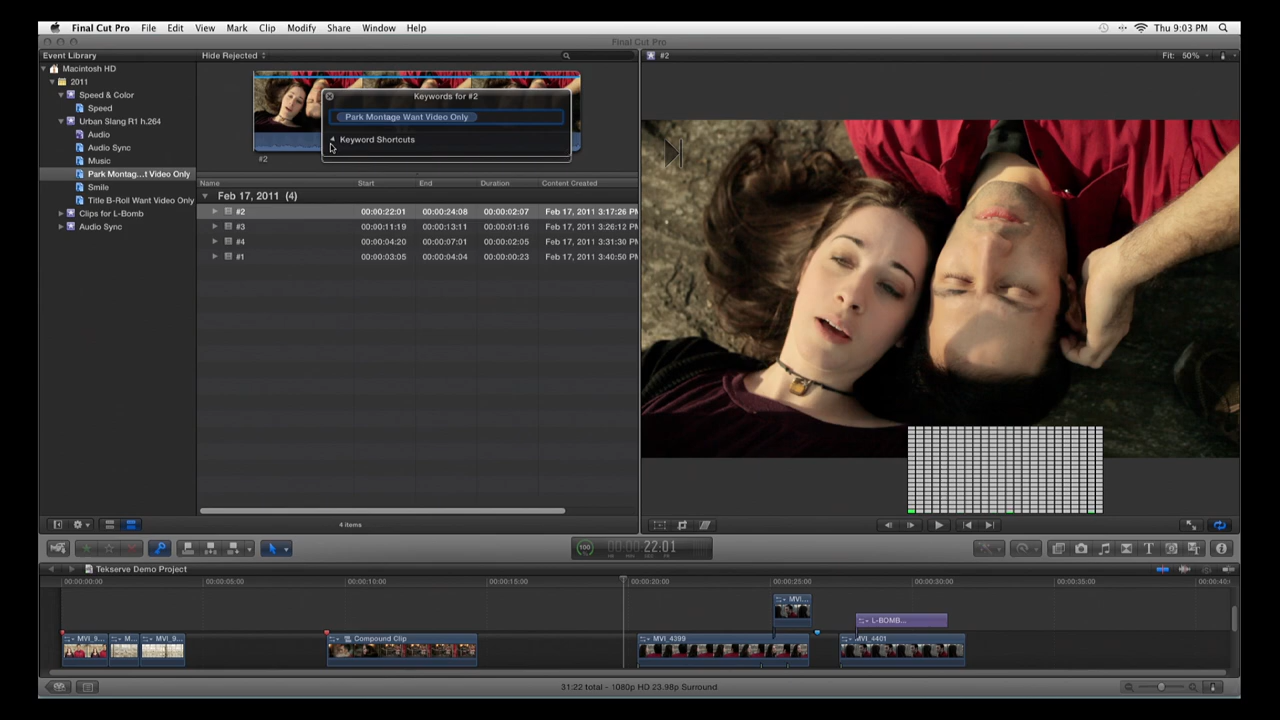 Final Cut Pro File Edit View Mark Clip Modify Share Window Help Thu 9:03 PM
Final Cut Pro
Event Library Hide Rejected #2 Fit: 50%
Macintosh HD
2011
Speed & Color
Speed
Urban Slang R1 h.264
Audio
Audio Sync
Music
Park Montag...t Video Only
Smile
Title B-Roll Want Video Only
Clips for L-Bomb
Audio Sync
Keywords for #2
Park Montage Want Video Only
Keyword Shortcuts
#2
Name Start End Duration Content Created
Feb 17, 2011 (4)
#2 00:00:22:01 00:00:24:08 00:00:02:07 Feb 17, 2011 3:17:26 PM
#3 00:00:11:19 00:00:13:11 00:00:01:16 Feb 17, 2011 3:26:12 PM
#4 00:00:04:20 00:00:07:01 00:00:02:05 Feb 17, 2011 3:31:30 PM
#1 00:00:03:05 00:00:04:04 00:00:00:23 Feb 17, 2011 3:40:50 PM
4 items
100 00:00:22:01
Tekserve Demo Project
00:00:00:00 00:00:05:00 00:00:10:00 00:00:15:00 00:00:20:00 00:00:25:00 00:00:30:00 00:00:35:00 00:00:40:0
MVI...
L-BOMB...
MVI_9... M... MVI_9... Compound Clip MVI_4399 MVI_4401
31:22 total - 1080p HD 23.98p Surround